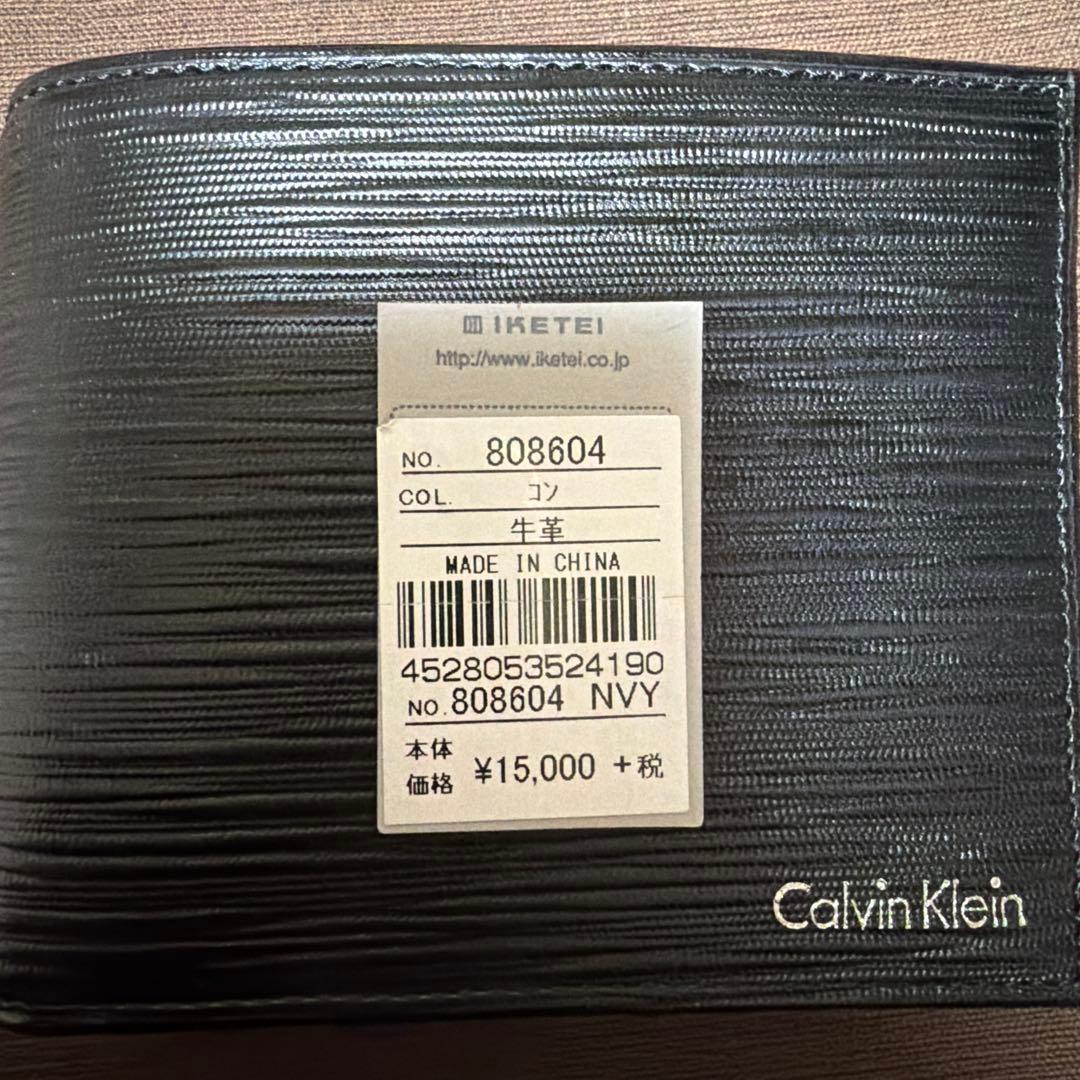 IKETEI
http://www.iketei.co.jp
NO. 808604
COL. コン
牛革
MADE IN CHINA
4528053524190
NO.808604 NVY
本体
価格 ¥15,000 +税
Calvin Klein